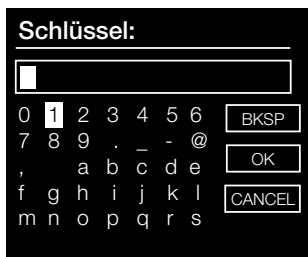 Schlüssel:
0 1 2 3 4 5 6 BKSP
7 8 9 . _ - @
, a b c d e OK
f g h i j k l CANCEL
m n o p q r s